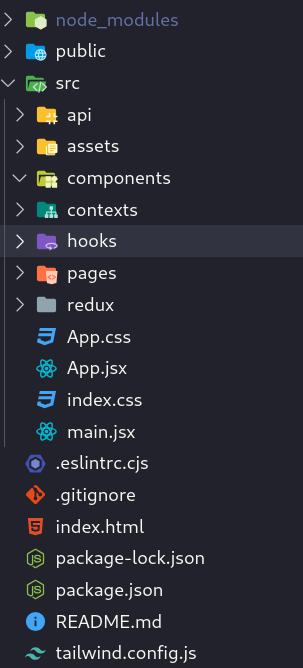 node_modules
public
src
api
assets
components
contexts
hooks
pages
redux
App.css
App.jsx
index.css
main.jsx
.eslintrc.cjs
.gitignore
index.html
package-lock.json
package.json
README.md
tailwind.config.js